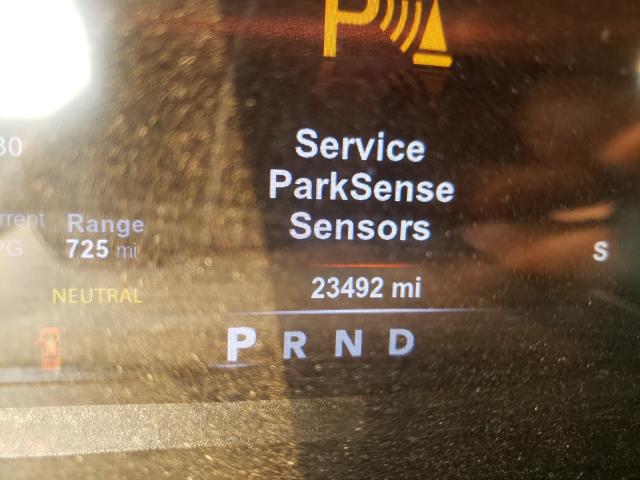 P
Service
ParkSense
Sensors
Range
725 mi
S
NEUTRAL
23492 mi
P R N D